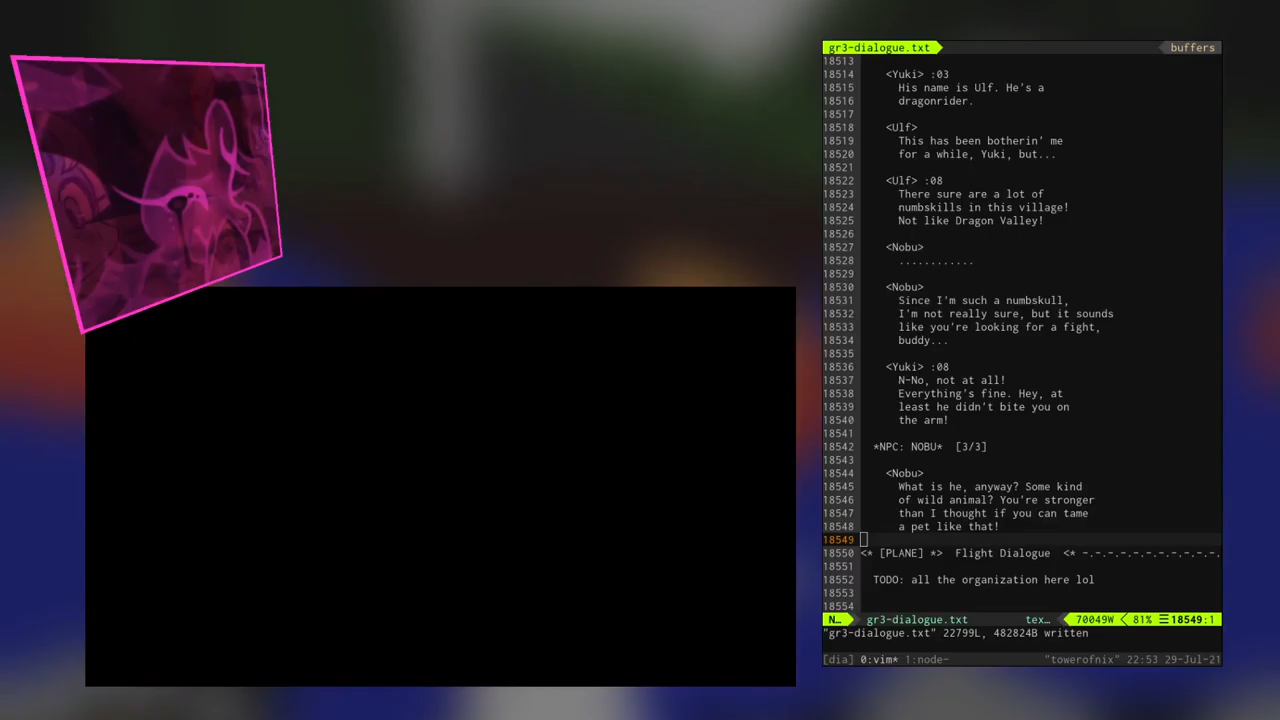 gr3-dialogue.txt buffers
18513
18514 <Yuki> :03
18515 His name is Ulf. He's a
18516 dragonrider.
18517
18518 <Ulf>
18519 This has been botherin' me
18520 for a while, Yuki, but...
18521
18522 <Ulf> :08
18523 There sure are a lot of
18524 numbskills in this village!
18525 Not like Dragon Valley!
18526
18527 <Nobu>
18528 ............
18529
18530 <Nobu>
18531 Since I'm such a numbskull,
18532 I'm not really sure, but it sounds
18533 like you're looking for a fight,
18534 buddy...
18535
18536 <Yuki> :08
18537 N-No, not at all!
18538 Everything's fine. Hey, at
18539 least he didn't bite you on
18540 the arm!
18541
18542 *NPC: NOBU* [3/3]
18543
18544 <Nobu>
18545 What is he, anyway? Some kind
18546 of wild animal? You're stronger
18547 than I thought if you can tame
18548 a pet like that!
18549
18550 <* [PLANE] *> Flight Dialogue <* -.-.-.-.-.-.-.-.-.-.-.
18551
18552 TODO: all the organization here lol
18553
18554
N… gr3-dialogue.txt tex… 70049W 81% ☰18549:1
"gr3-dialogue.txt" 22799L, 482824B written
[dia] 0:vim* 1:node- "towerofnix" 22:53 29-Jul-21